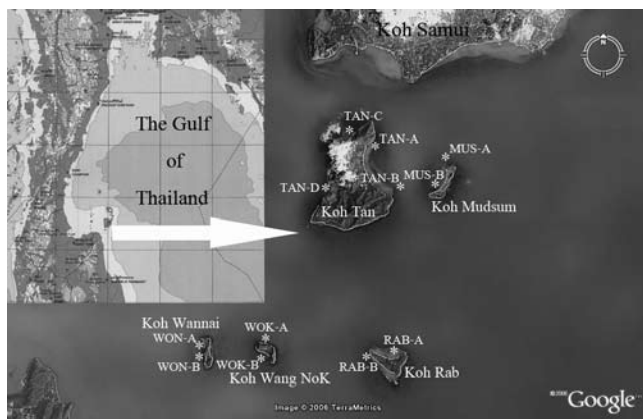 Koh Samui
N
The Gulf
of
Thailand
TAN-C
TAN-A
MUS-A
TAN-B
MUS-B
TAN-D
Koh Tan
Koh Mudsum
Koh Wannai
WOK-A
WON-A
RAB-A
WON-B
WOK-B
RAB-B
Koh Wang NoK
Koh Rab
Image © 2006 TerraMetrics
Google